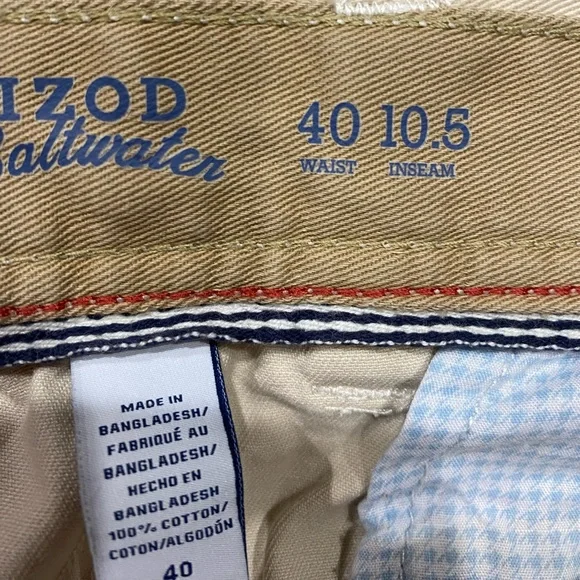 IZOD
Saltwater
40 10.5
WAIST INSEAM
MADE IN
BANGLADESH/
FABRIQUÉ AU
BANGLADESH/
HECHO EN
BANGLADESH
100% COTTON/
COTON/ALGODÓN
40